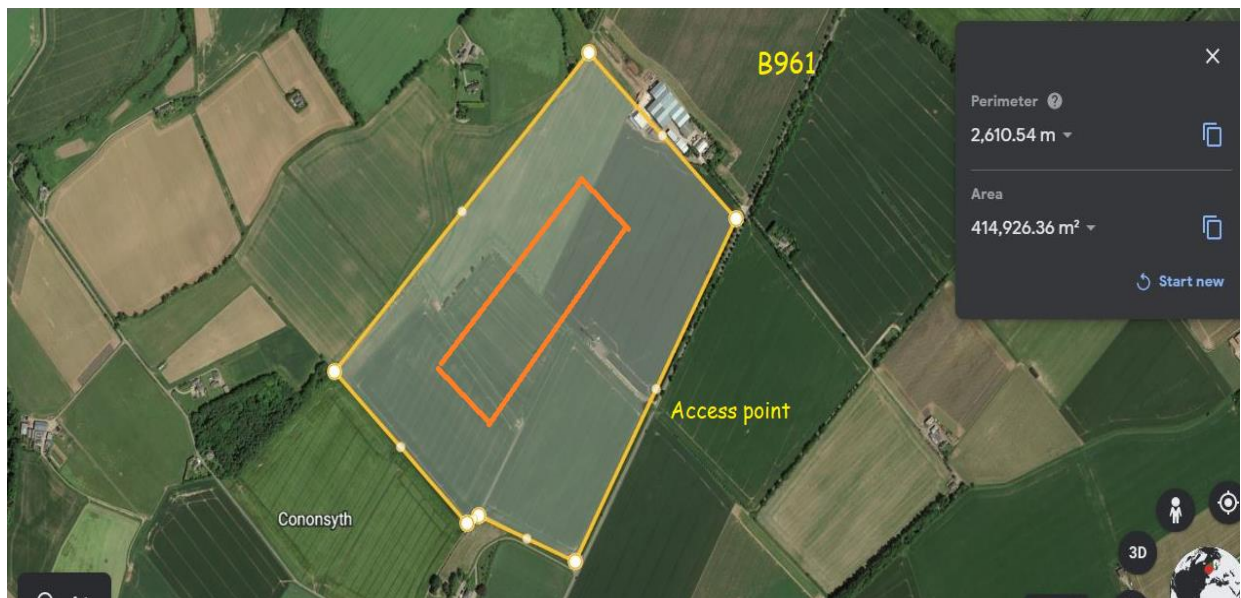 B961
Perimeter
2,610.54 m
Area
414,926.36 m²
Start new
Access point
Cononsyth
3D